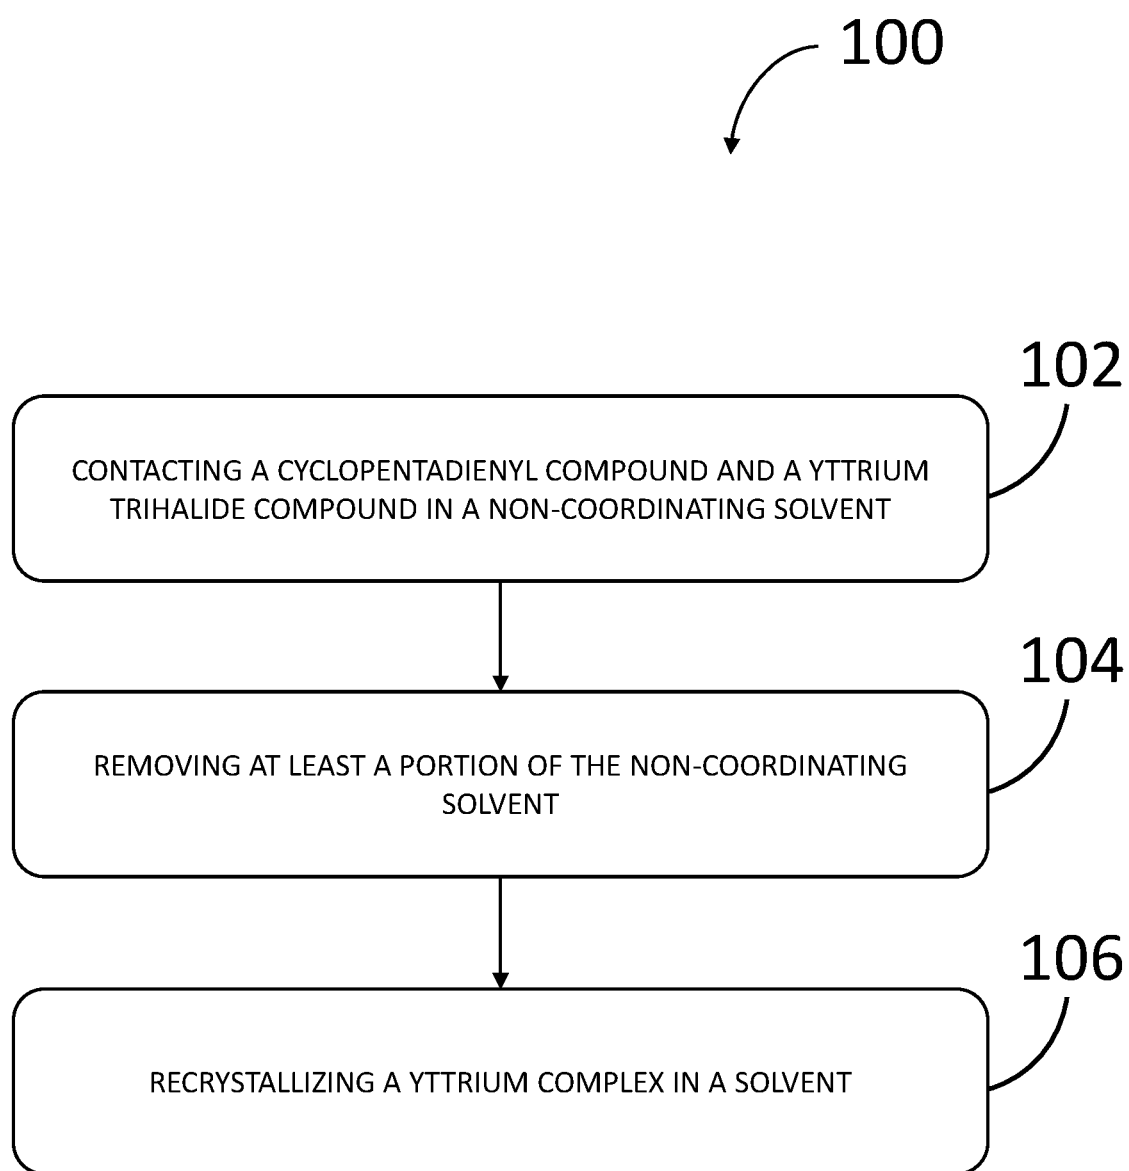 100
102
CONTACTING A CYCLOPENTADIENYL COMPOUND AND A YTTRIUM
TRIHALIDE COMPOUND IN A NON-COORDINATING SOLVENT
104
REMOVING AT LEAST A PORTION OF THE NON-COORDINATING
SOLVENT
106
RECRYSTALLIZING A YTTRIUM COMPLEX IN A SOLVENT